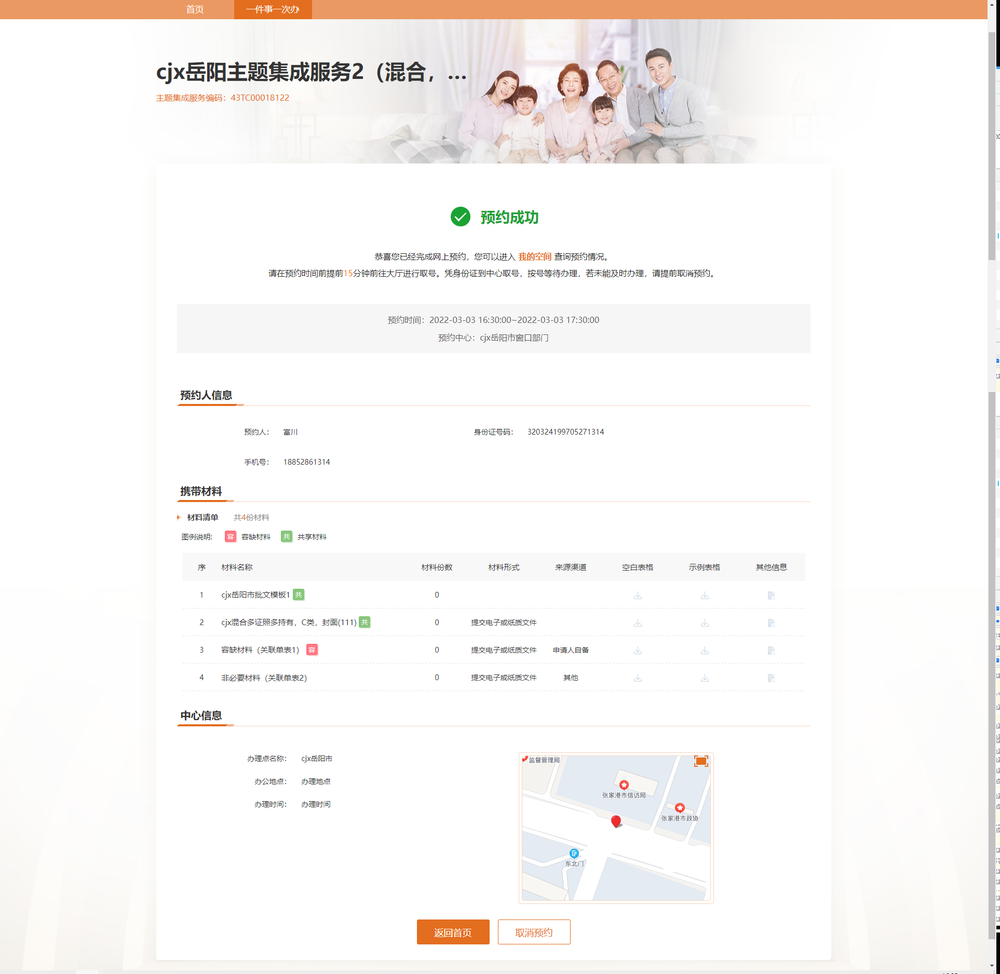 首页 一件事一次办
cjx岳阳主题集成服务2（混合，...
主题集成服务编码：43TC00018122
预约成功
恭喜您已经完成网上预约，您可以进入 我的空间 查询预约情况。
请在预约时间前提前15分钟前往大厅进行取号。凭身份证到中心取号，按号等待办理，若未能及时办理，请提前取消预约。
预约时间：2022-03-03 16:30:00~2022-03-03 17:30:00
预约中心：cjx岳阳市窗口部门
预约人信息
预约人： 富川 身份证号码： 320324199705271314
手机号： 18852861314
携带材料
材料清单 共4份材料
图例说明: 容 容缺材料 共 共享材料
序 材料名称 材料份数 材料形式 来源渠道 空白表格 示例表格 其他信息
1 cjx岳阳市批文模板1 共 0
2 cjx混合多证照多持有，C类，封面(111) 共 0 提交电子或纸质文件
3 容缺材料（关联单表1） 容 0 提交电子或纸质文件 申请人自备
4 非必要材料（关联单表2） 0 提交电子或纸质文件 其他
中心信息
办理点名称： cjx岳阳市
办公地点： 办理地点
办理时间： 办理时间
监督管理局
张家港市信访局
张家港市政协
东北门
返回首页 取消预约